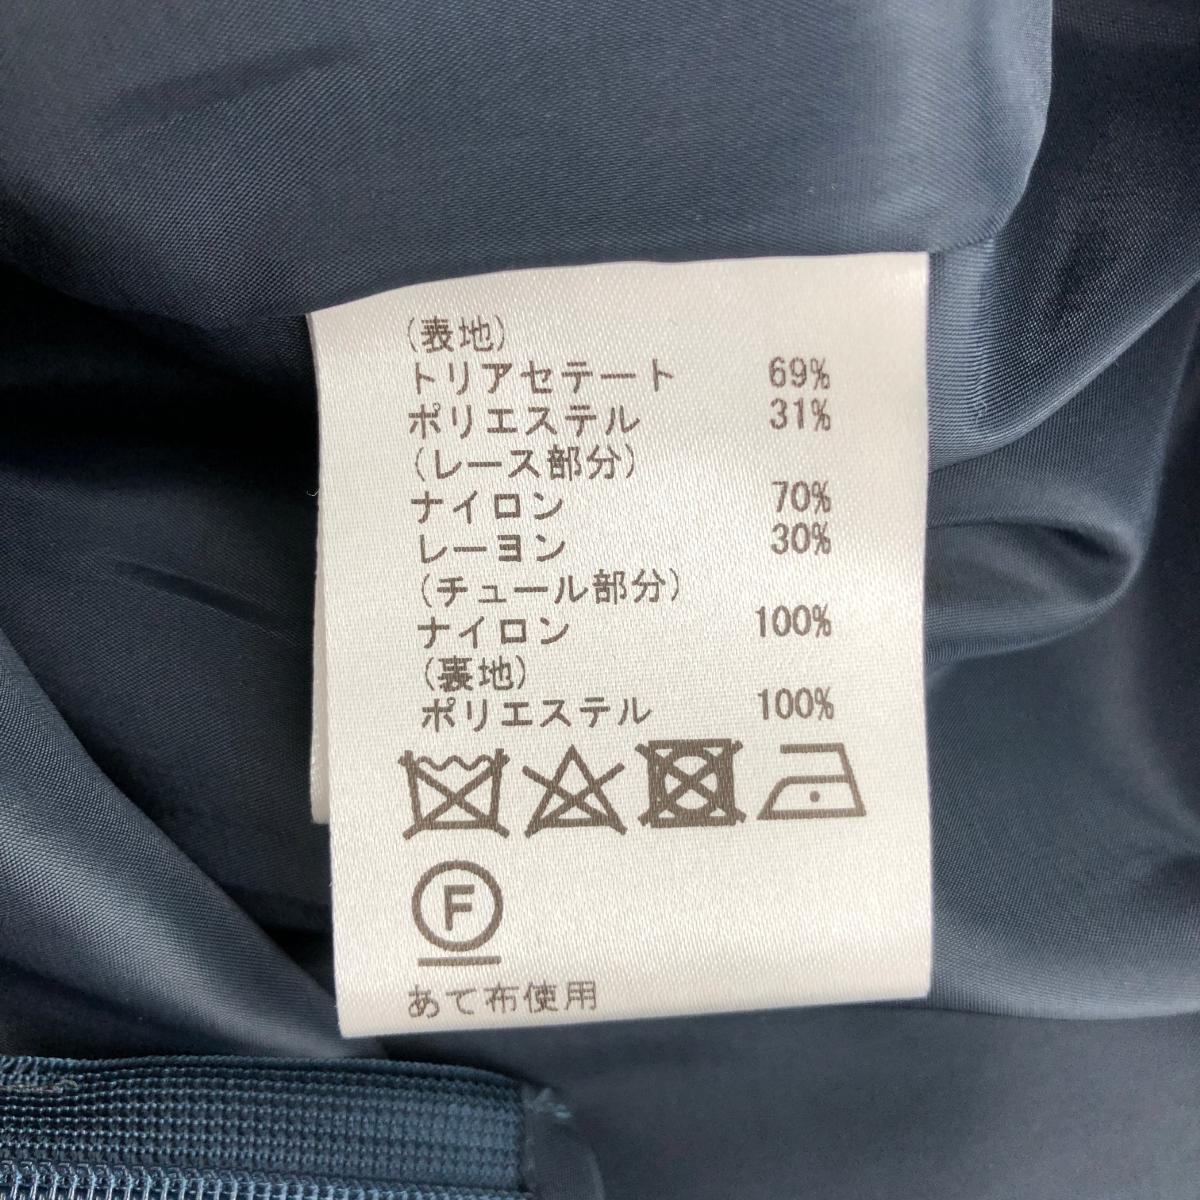 (表地)
トリアセテート 69%
ポリエステル 31%
(レース部分)
ナイロン 70%
レーヨン 30%
(チュール部分)
ナイロン 100%
(裏地)
ポリエステル 100%
F
あて布使用